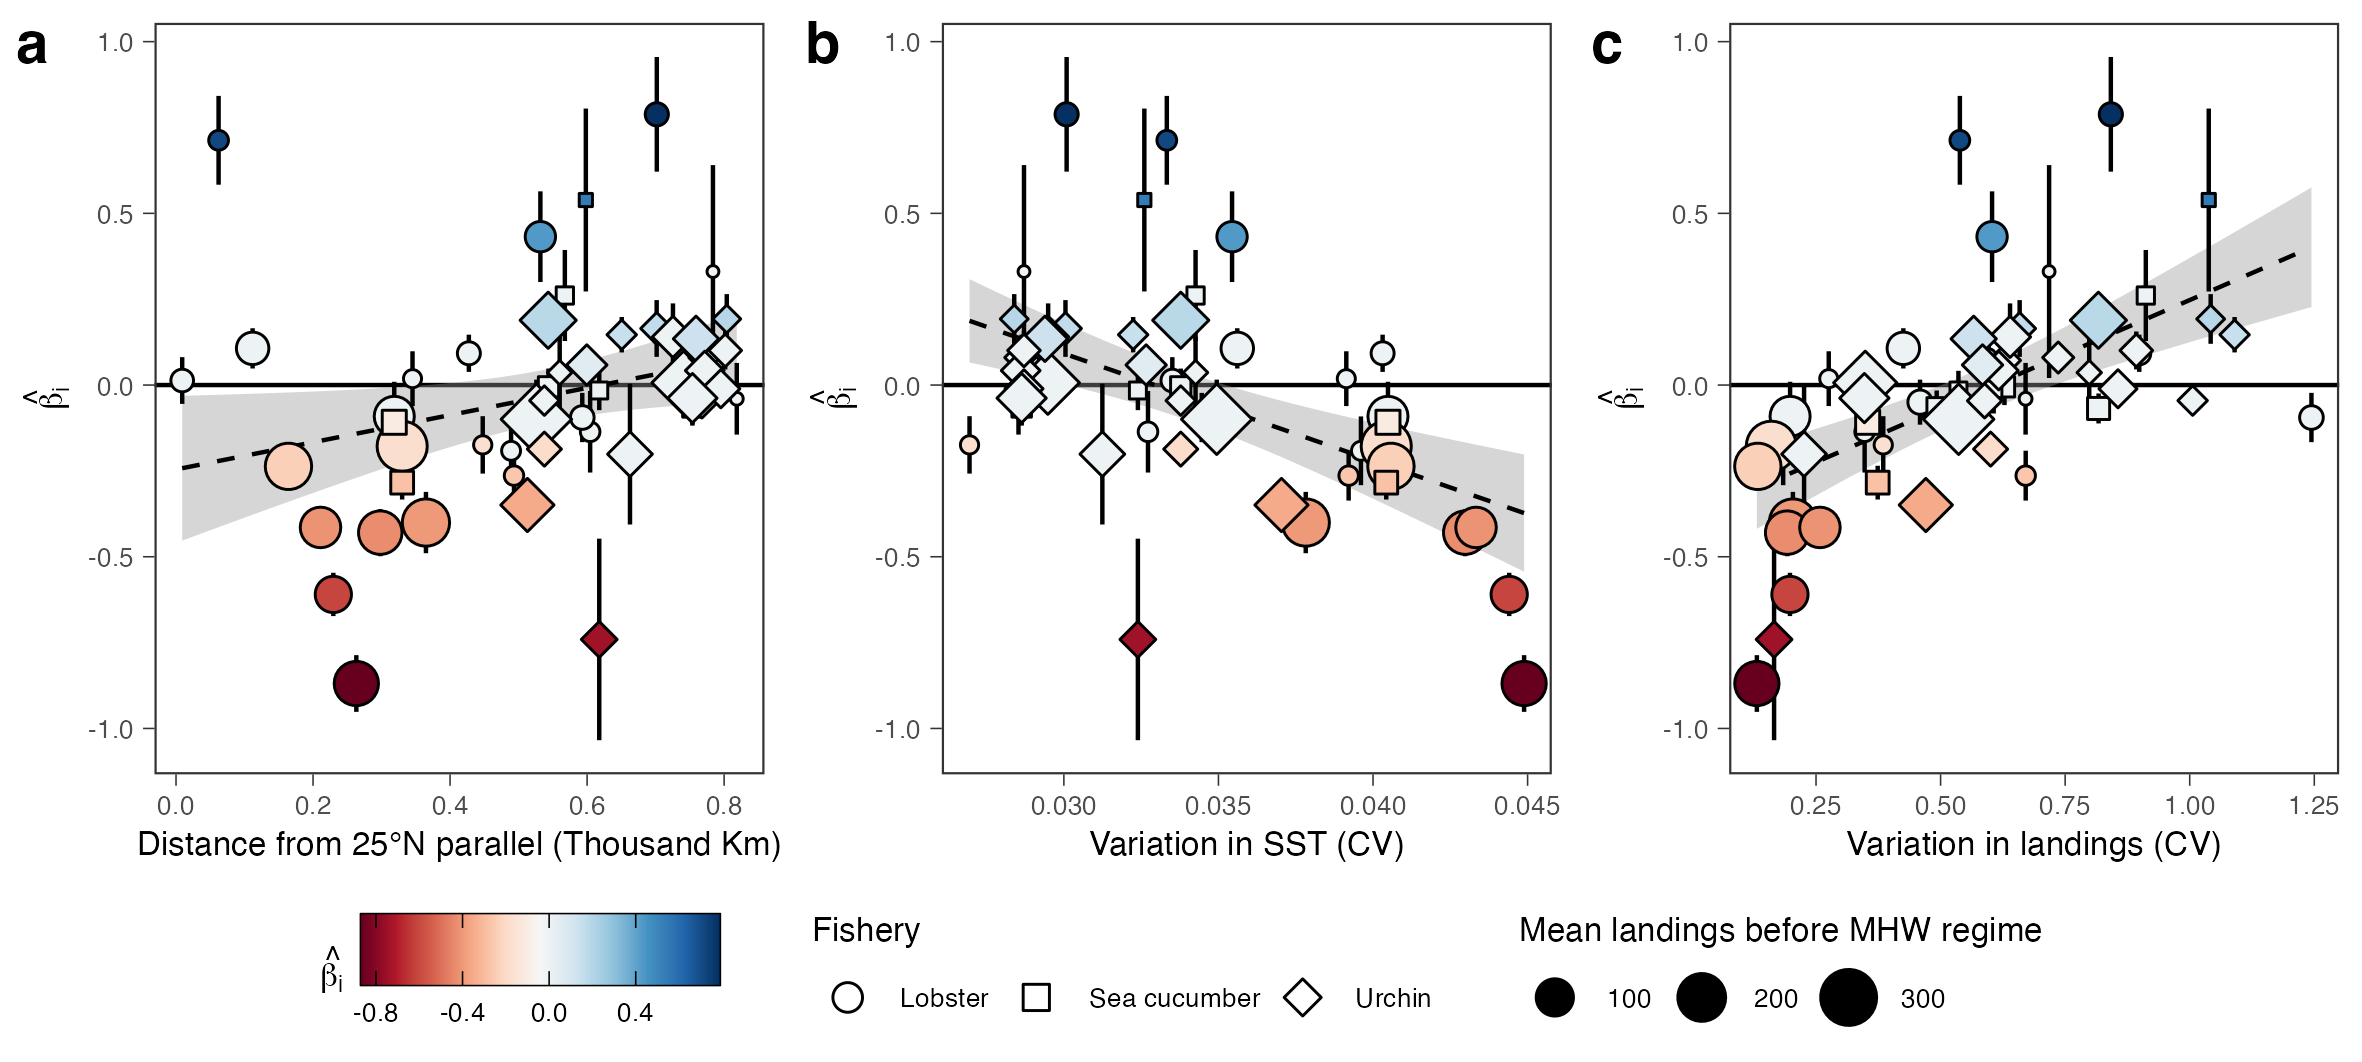 a
b
c
1.0
0.5
0.0
-0.5
-1.0
β̂i
0.0 0.2 0.4 0.6 0.8
Distance from 25°N parallel (Thousand Km)
1.0
0.5
0.0
-0.5
-1.0
β̂i
0.030 0.035 0.040 0.045
Variation in SST (CV)
1.0
0.5
0.0
-0.5
-1.0
β̂i
0.25 0.50 0.75 1.00 1.25
Variation in landings (CV)
β̂i
-0.8 -0.4 0.0 0.4
Fishery
Lobster Sea cucumber Urchin
Mean landings before MHW regime
100 200 300